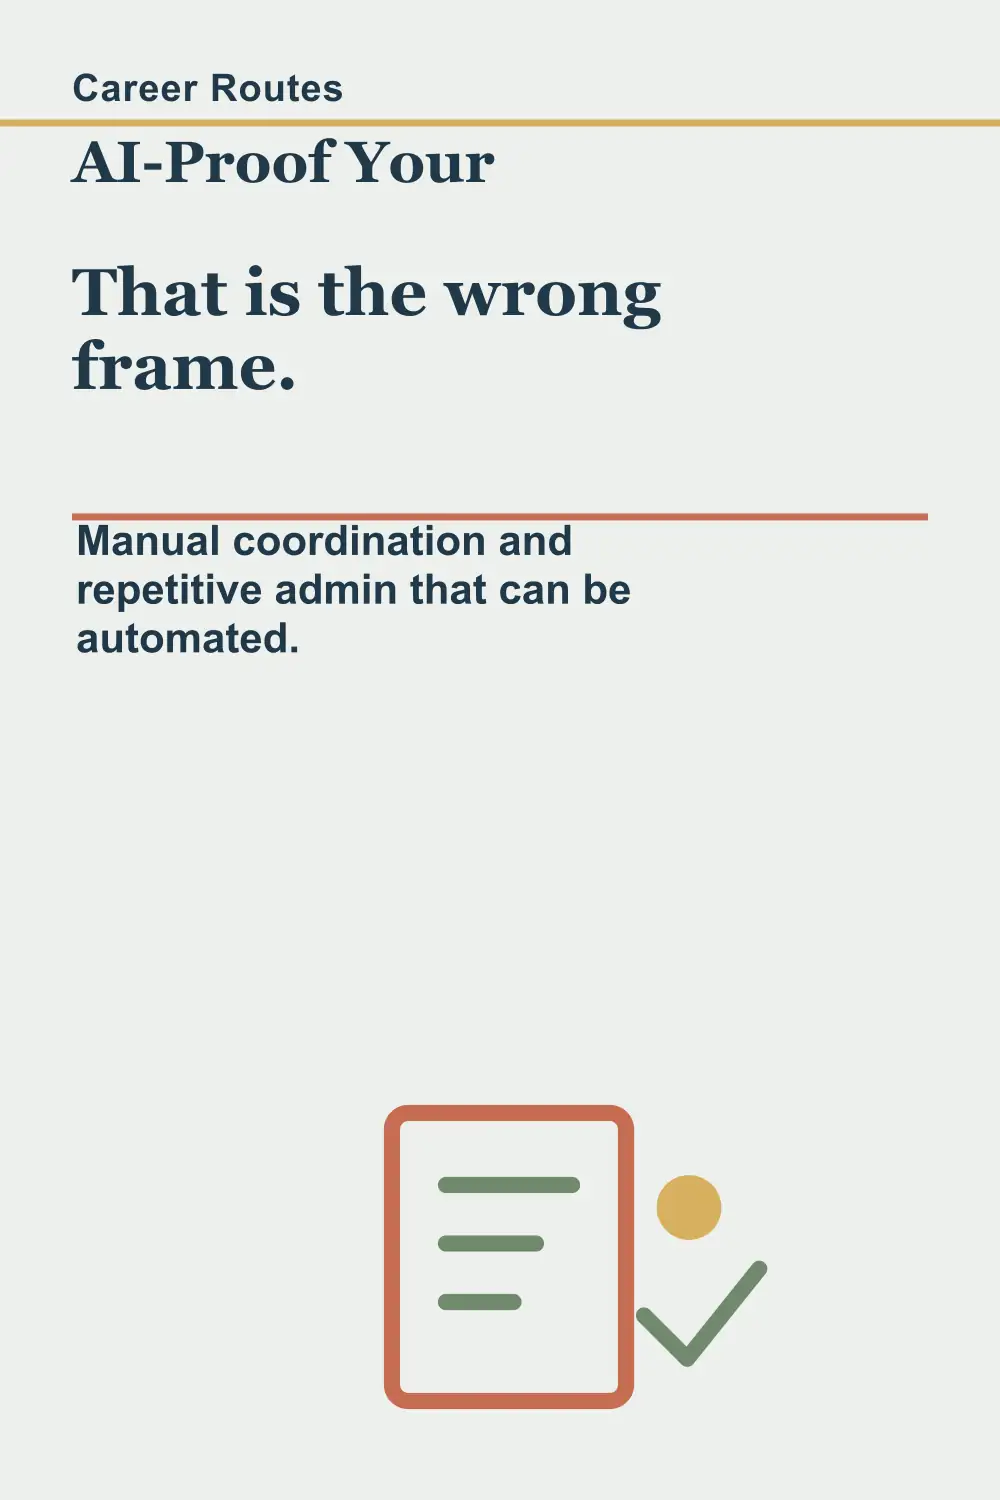 Career Routes
AI-Proof Your
That is the wrong
frame.
Manual coordination and
repetitive admin that can be
automated.